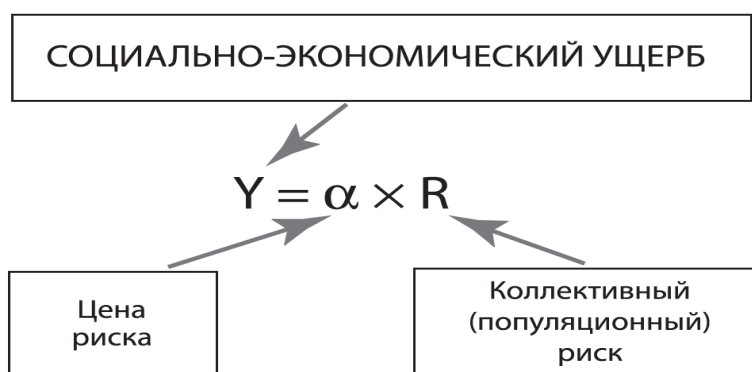 СОЦИАЛЬНО-ЭКОНОМИЧЕСКИЙ УЩЕРБ
Y = α × R
Цена
риска
Коллективный
(популяционный)
риск